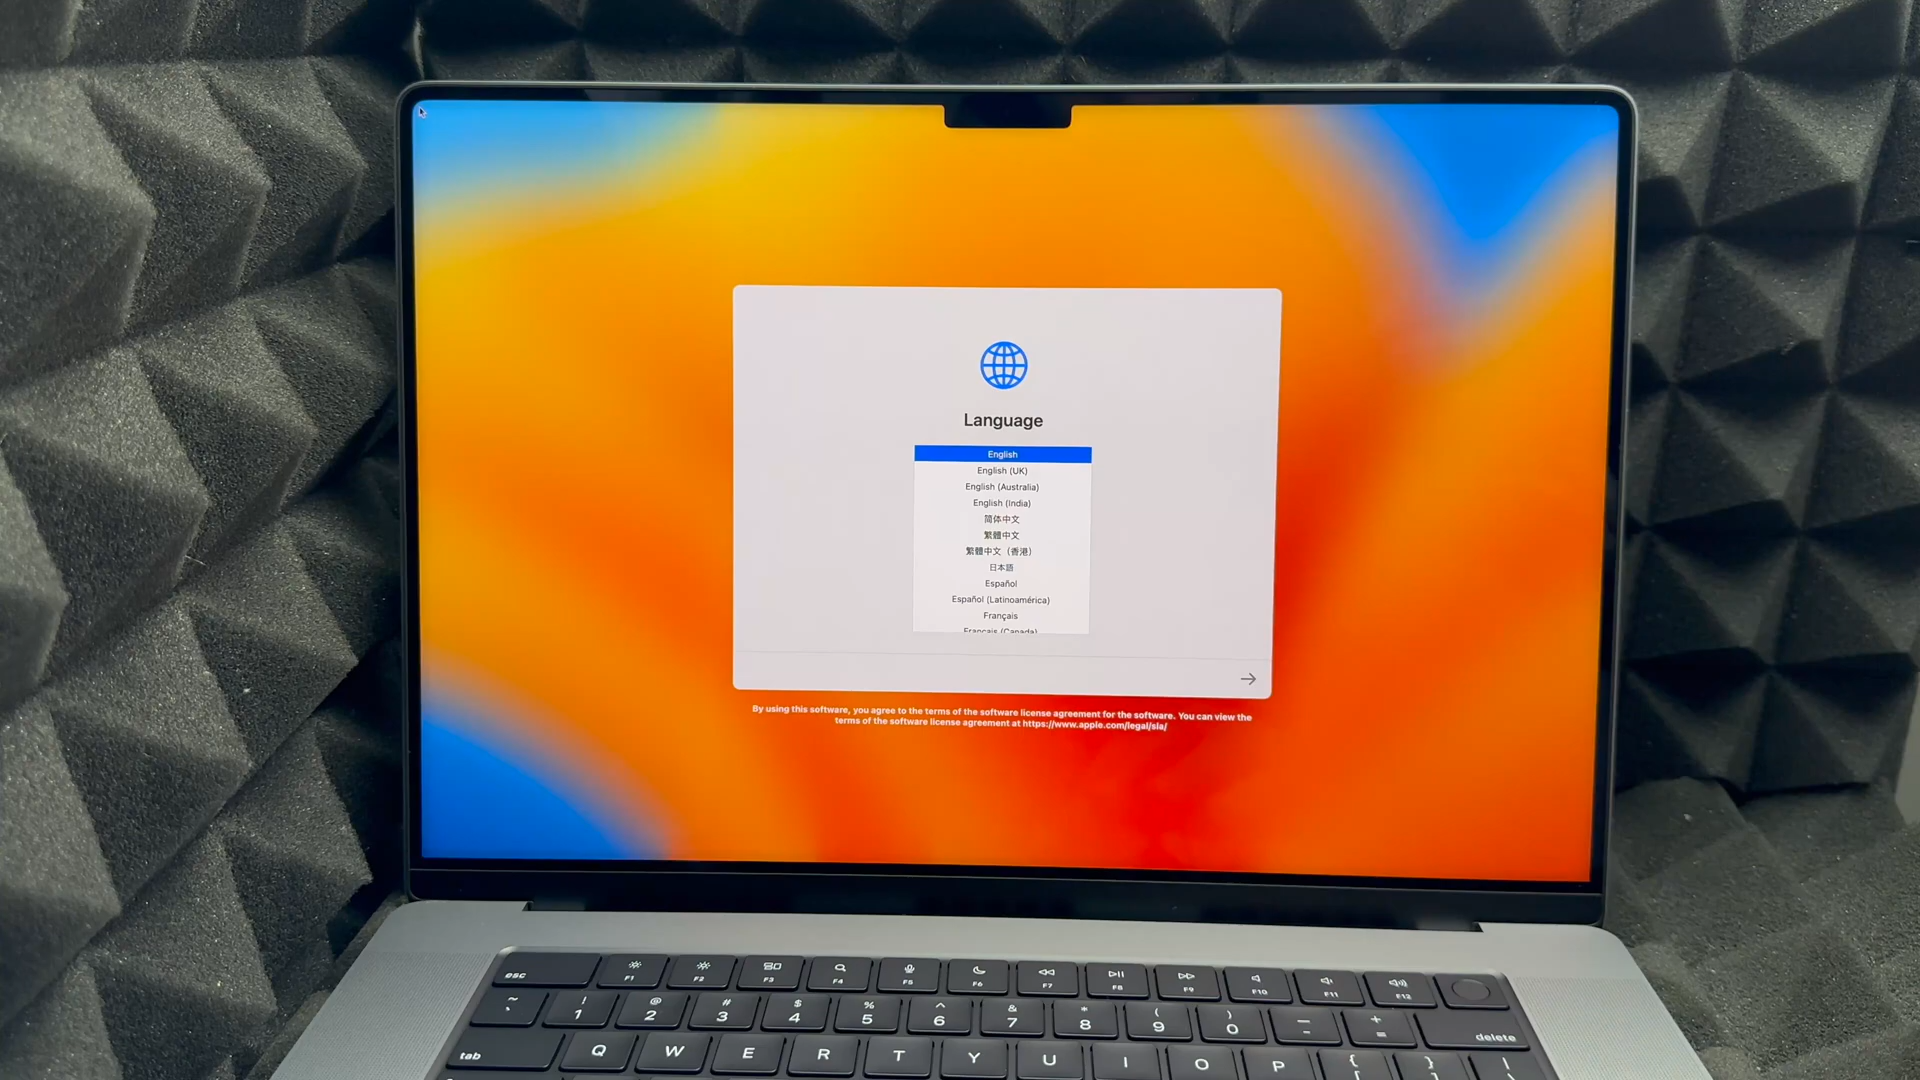 Language
English
English (UK)
English (Australia)
English (India)
简体中文
繁體中文
繁體中文（香港）
日本語
Español
Español (Latinoamérica)
Français
Français (Canada)
By using this software, you agree to the terms of the software license agreement for the software. You can view the
terms of the software license agreement at https://www.apple.com/legal/sla/
esc F1 F2 F3 F4 F5 F6 F7 F8 F9 F10 F11 F12
~ ! @ # $ % ^ & * ( ) _ +
` 1 2 3 4 5 6 7 8 9 0 - = delete
tab Q W E R T Y U I O P { } |